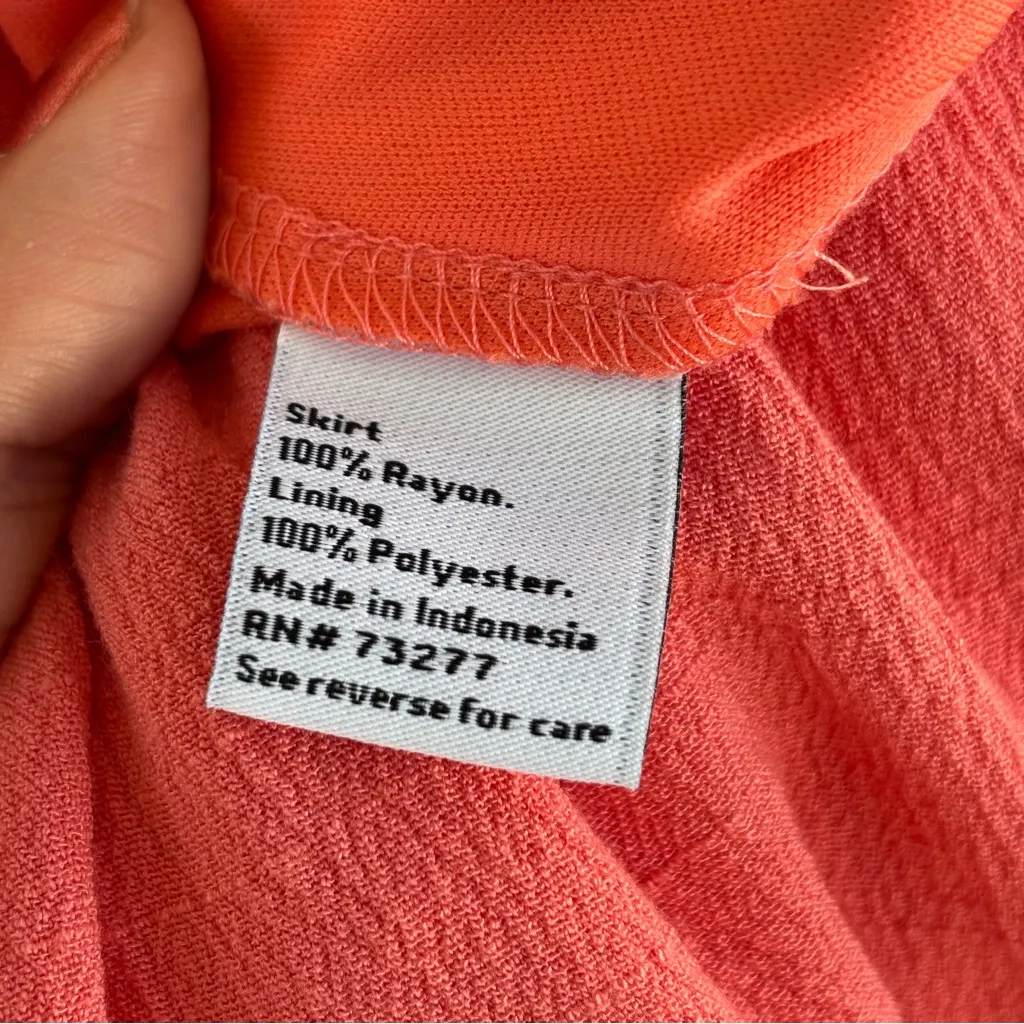 Skirt
100% Rayon.
Lining
100% Polyester.
Made in Indonesia
RN# 73277
See reverse for care